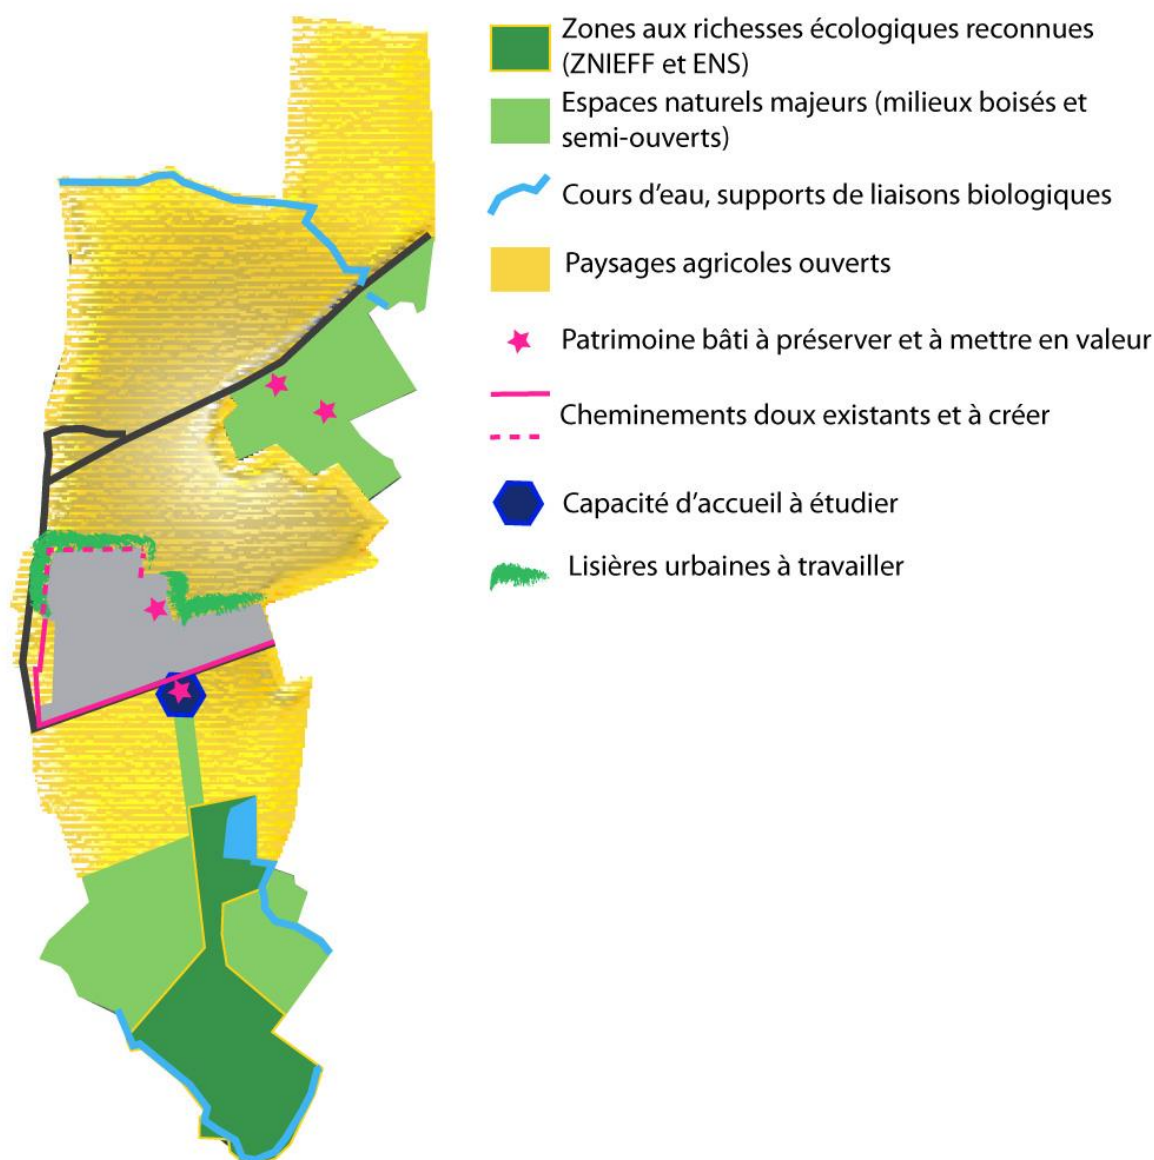 Zones aux richesses écologiques reconnues
(ZNIEFF et ENS)
Espaces naturels majeurs (milieux boisés et
semi-ouverts)
Cours d'eau, supports de liaisons biologiques
Paysages agricoles ouverts
Patrimoine bâti à préserver et à mettre en valeur
Cheminements doux existants et à créer
Capacité d'accueil à étudier
Lisières urbaines à travailler